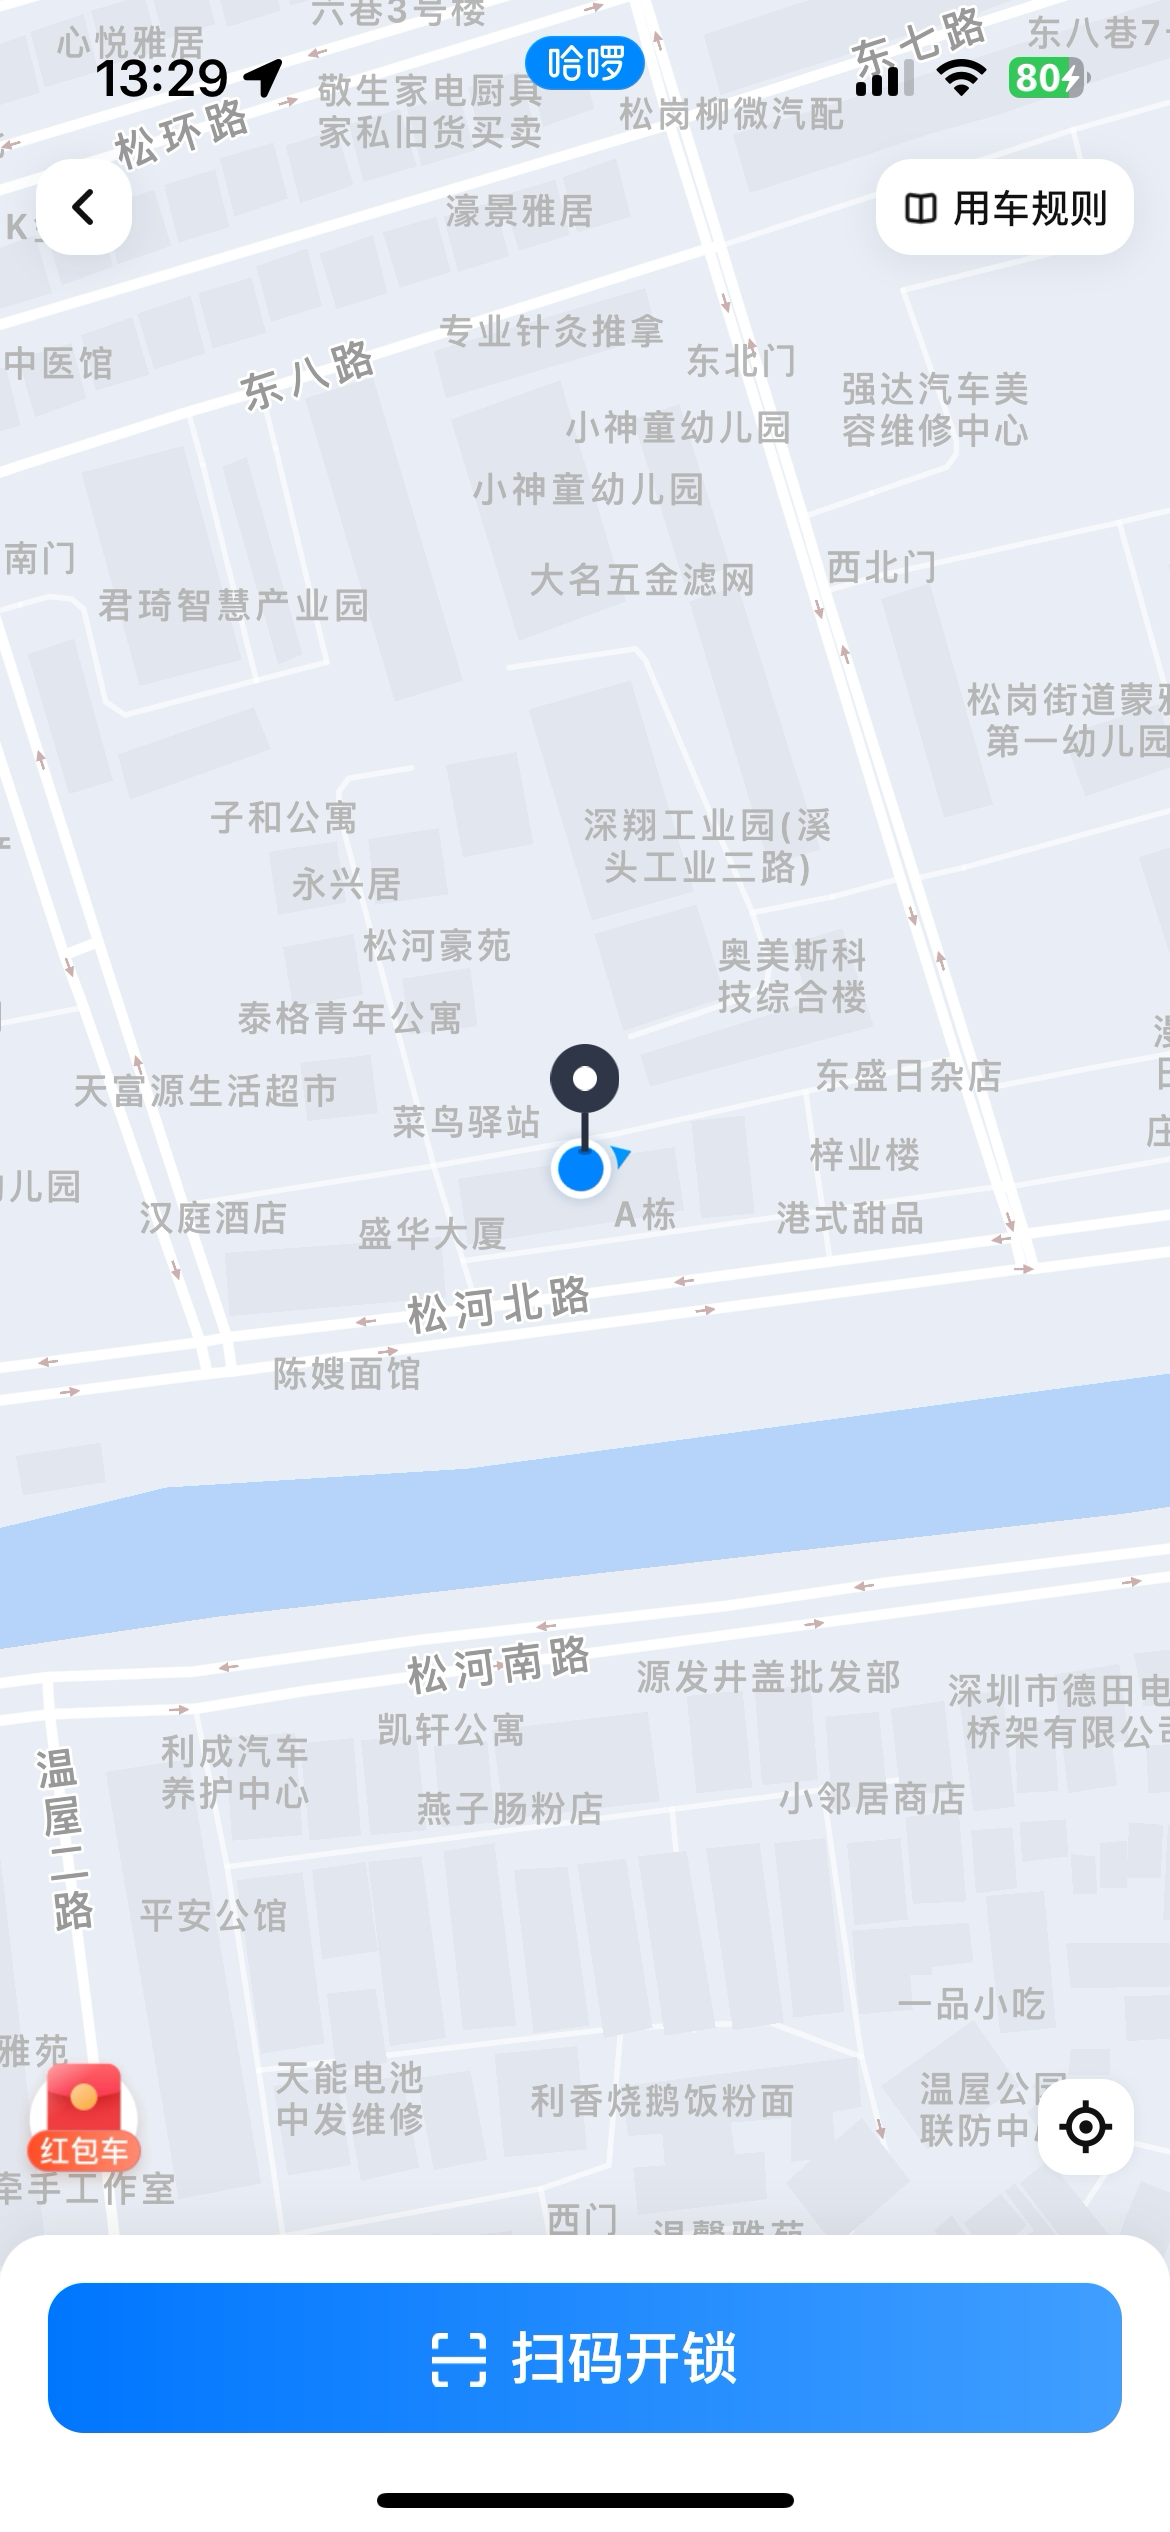 六巷3号楼
心悦雅居
东七路
东八巷7
13:29
哈啰
80
敬生家电厨具
家私旧货买卖
松岗柳微汽配
松环路
K
濠景雅居
用车规则
专业针灸推拿
中医馆
东八路
东北门
强达汽车美
容维修中心
小神童幼儿园
小神童幼儿园
南门
大名五金滤网
西北门
君琦智慧产业园
松岗街道蒙雅
第一幼儿园
子和公寓
深翔工业园(溪
头工业三路)
永兴居
松河豪苑
奥美斯科
技综合楼
泰格青年公寓
东盛日杂店
天富源生活超市
菜鸟驿站
梓业楼
儿园
汉庭酒店
盛华大厦
A栋
港式甜品
松河北路
陈嫂面馆
松河南路
源发井盖批发部
深圳市德田电
桥架有限公司
凯轩公寓
利成汽车
养护中心
温屋二路
燕子肠粉店
小邻居商店
平安公馆
一品小吃
雅苑
天能电池
中发维修
利香烧鹅饭粉面
温屋公园
联防中
红包车
牵手工作室
西门
温馨雅苑
扫码开锁